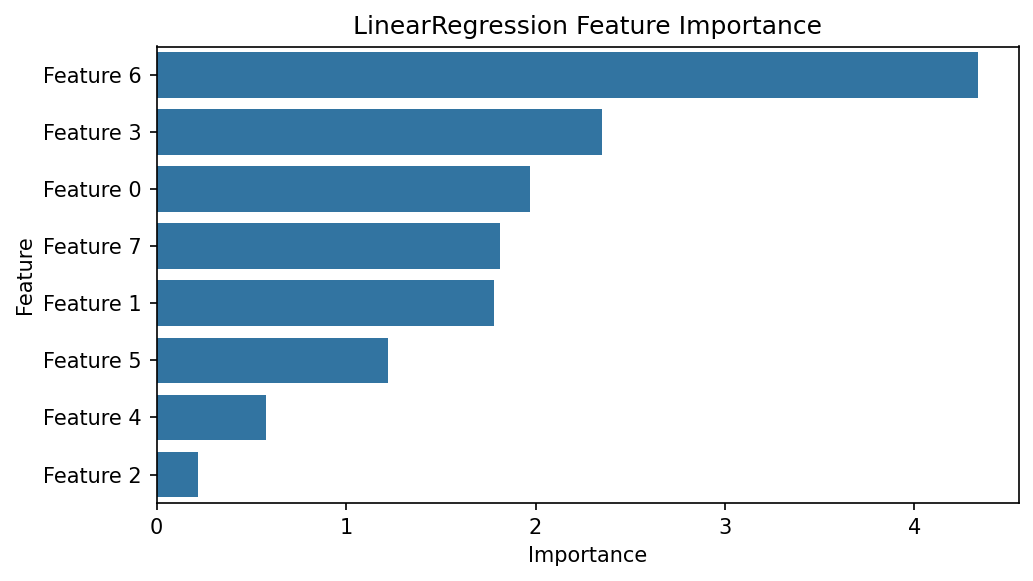 LinearRegression Feature Importance
Feature 6
Feature 3
Feature 0
Feature 7
Feature 1
Feature 5
Feature 4
Feature 2
Feature
0 1 2 3 4
Importance